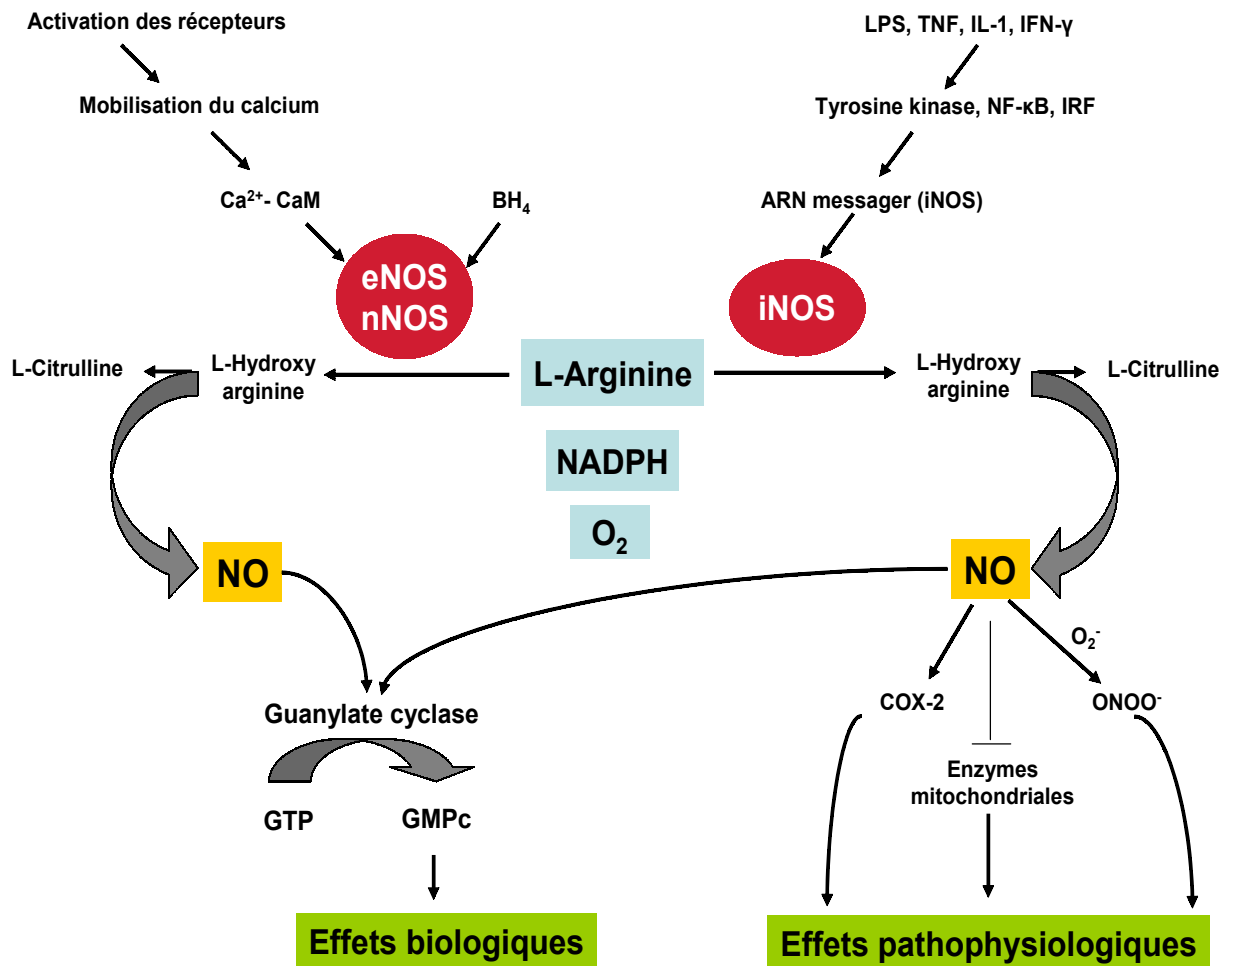 Activation des récepteurs
LPS, TNF, IL-1, IFN-γ
Mobilisation du calcium
Tyrosine kinase, NF-κB, IRF
Ca²⁺- CaM
BH₄
ARN messager (iNOS)
eNOS
nNOS
iNOS
L-Citrulline
L-Hydroxy
arginine
L-Arginine
L-Hydroxy
arginine
L-Citrulline
NADPH
O₂
NO
NO
O₂⁻
Guanylate cyclase
COX-2
ONOO⁻
Enzymes
mitochondriales
GTP
GMPc
Effets biologiques
Effets pathophysiologiques